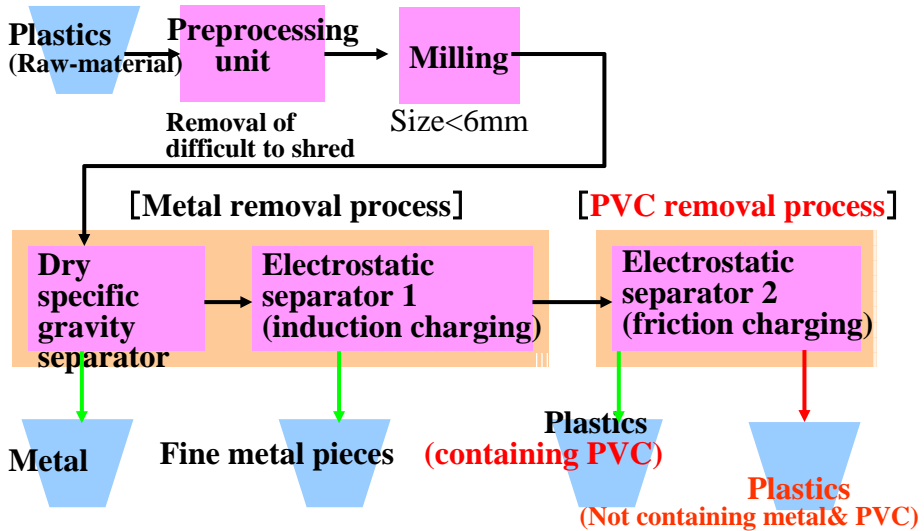 Plastics
(Raw-material)
Preprocessing
unit
Milling
Removal of
difficult to shred
Size<6mm
[Metal removal process]
[PVC removal process]
Dry
specific
gravity
separator
Electrostatic
separator 1
(induction charging)
Electrostatic
separator 2
(friction charging)
Metal
Fine metal pieces
Plastics
(containing PVC)
Plastics
(Not containing metal& PVC)